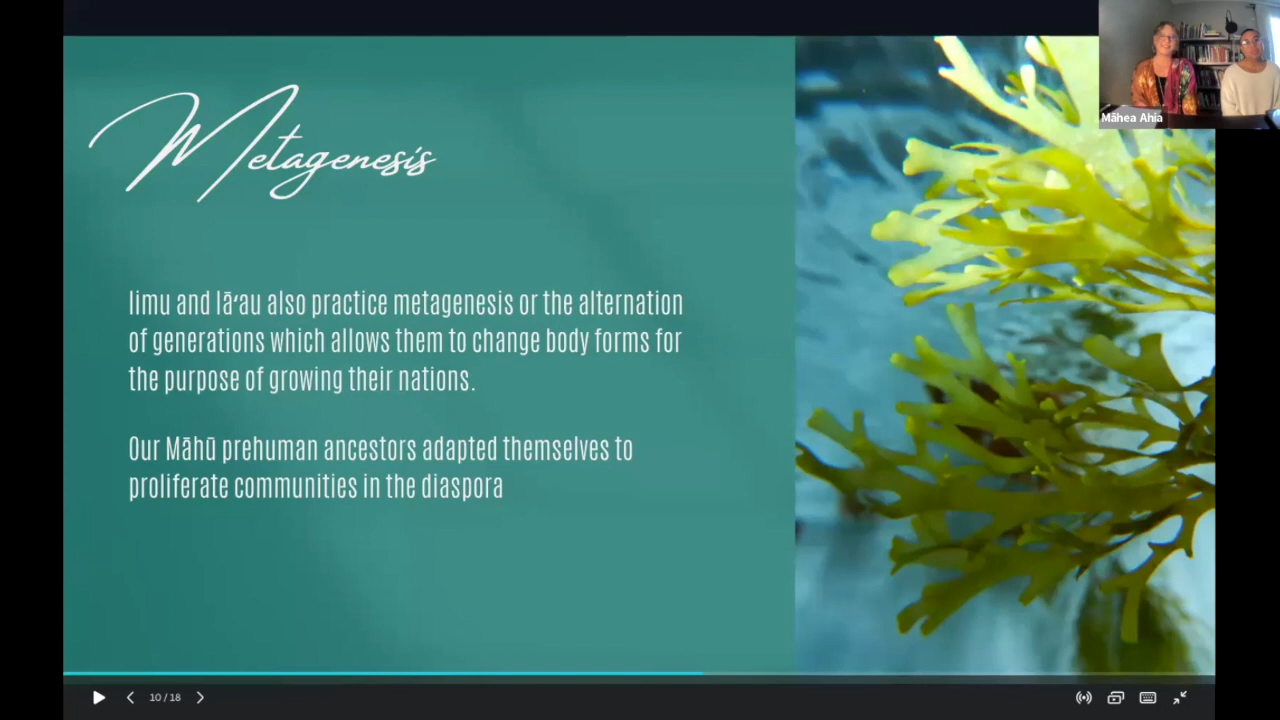 Metagenesis
limu and lāʻau also practice metagenesis or the alternation
of generations which allows them to change body forms for
the purpose of growing their nations.
Our Māhū prehuman ancestors adapted themselves to
proliferate communities in the diaspora
Māhea Ahia
10 / 18